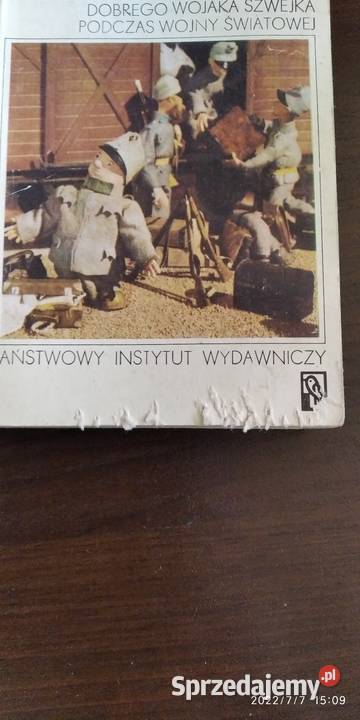 DOBREGO WOJAKA SZWEJKA
PODCZAS WOJNY ŚWIATOWEJ
AŃSTWOWY INSTYTUT WYDAWNICZY
Sprzedajemy.pl
2022/7/7 15:09